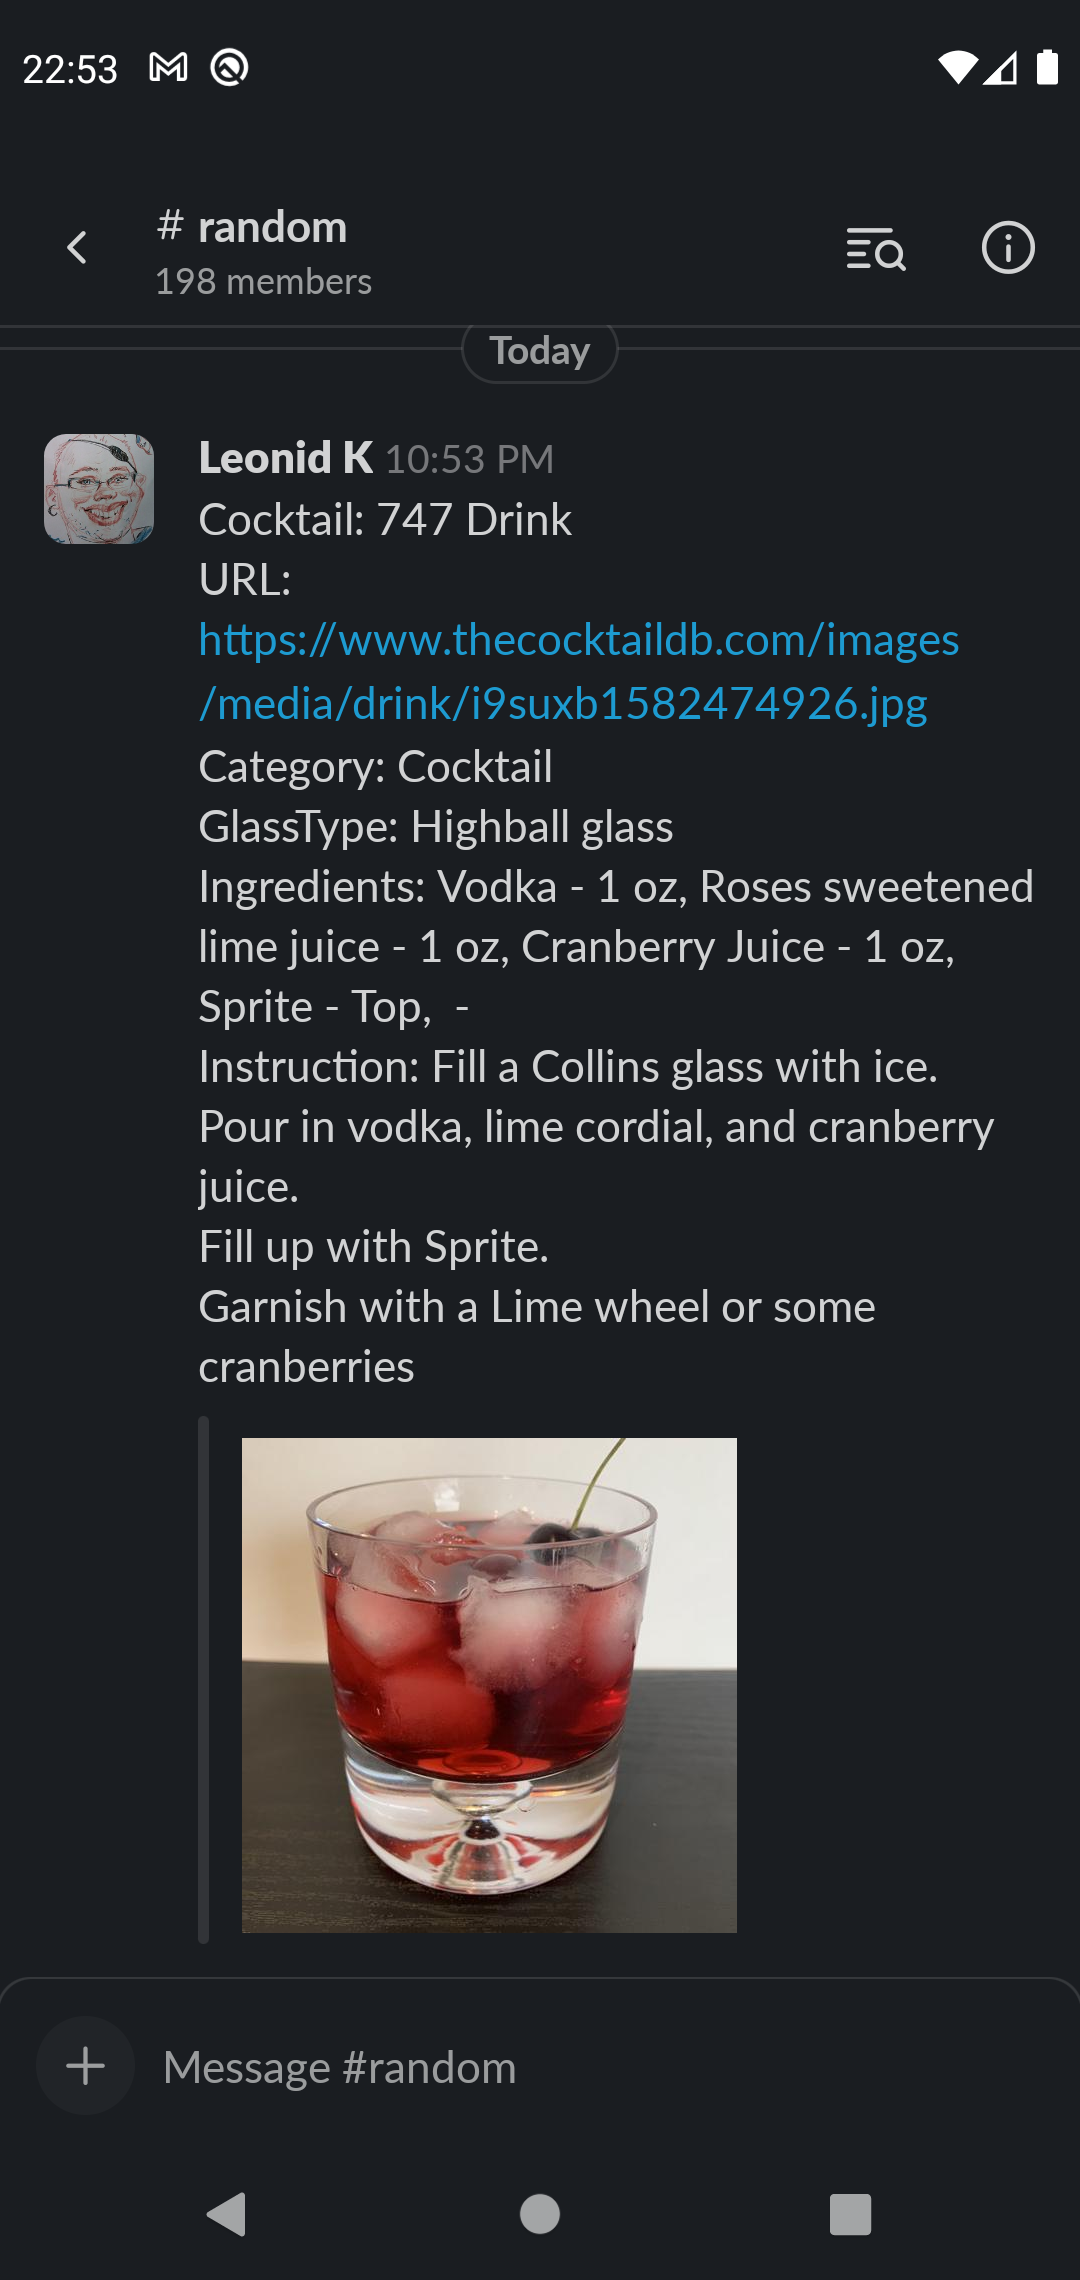 22:53
# random
198 members
Today
Leonid K 10:53 PM
Cocktail: 747 Drink
URL:
https://www.thecocktaildb.com/images
/media/drink/i9suxb1582474926.jpg
Category: Cocktail
GlassType: Highball glass
Ingredients: Vodka - 1 oz, Roses sweetened
lime juice - 1 oz, Cranberry Juice - 1 oz,
Sprite - Top,  -
Instruction: Fill a Collins glass with ice.
Pour in vodka, lime cordial, and cranberry
juice.
Fill up with Sprite.
Garnish with a Lime wheel or some
cranberries
Message #random